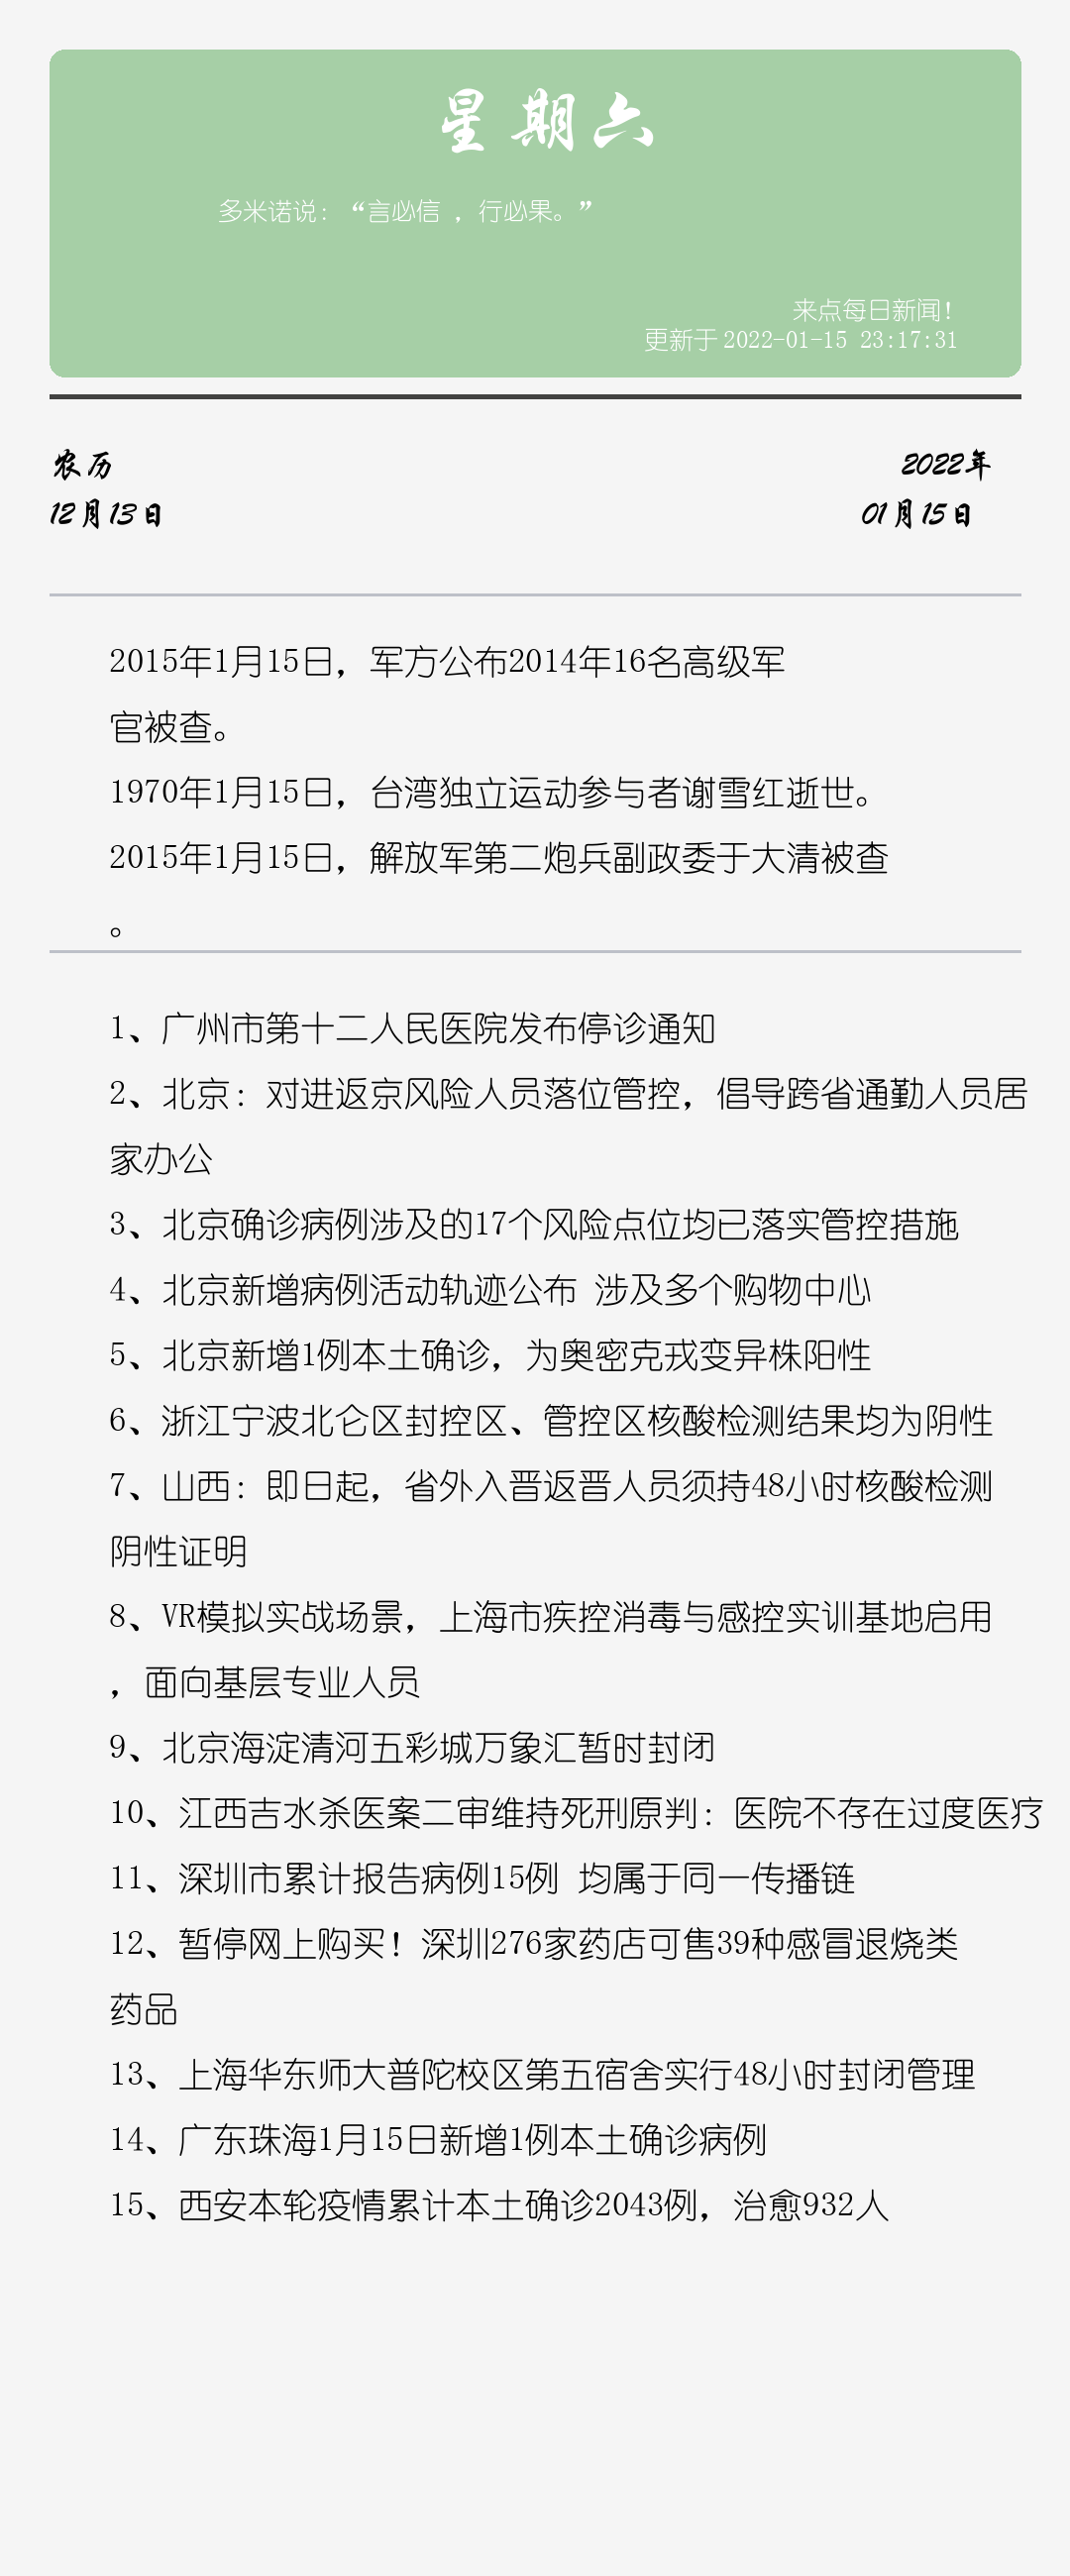 星期六
多米诺说：“言必信 ，行必果。”
来点每日新闻！
更新于2022-01-15 23:17:31
农历
2022年
12月13日
01月15日
2015年1月15日，军方公布2014年16名高级军
官被查。
1970年1月15日，台湾独立运动参与者谢雪红逝世。
2015年1月15日，解放军第二炮兵副政委于大清被查
。
1、广州市第十二人民医院发布停诊通知
2、北京：对进返京风险人员落位管控，倡导跨省通勤人员居
家办公
3、北京确诊病例涉及的17个风险点位均已落实管控措施
4、北京新增病例活动轨迹公布 涉及多个购物中心
5、北京新增1例本土确诊，为奥密克戎变异株阳性
6、浙江宁波北仑区封控区、管控区核酸检测结果均为阴性
7、山西：即日起，省外入晋返晋人员须持48小时核酸检测
阴性证明
8、VR模拟实战场景，上海市疾控消毒与感控实训基地启用
，面向基层专业人员
9、北京海淀清河五彩城万象汇暂时封闭
10、江西吉水杀医案二审维持死刑原判：医院不存在过度医疗
11、深圳市累计报告病例15例 均属于同一传播链
12、暂停网上购买！深圳276家药店可售39种感冒退烧类
药品
13、上海华东师大普陀校区第五宿舍实行48小时封闭管理
14、广东珠海1月15日新增1例本土确诊病例
15、西安本轮疫情累计本土确诊2043例，治愈932人